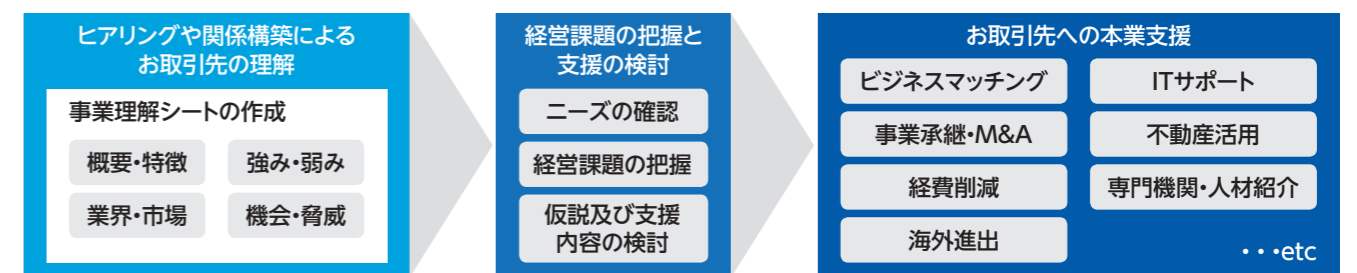 ヒアリングや関係構築による
お取引先の理解
事業理解シートの作成
概要・特徴
強み・弱み
業界・市場
機会・脅威
経営課題の把握と
支援の検討
ニーズの確認
経営課題の把握
仮説及び支援
内容の検討
お取引先への本業支援
ビジネスマッチング
ITサポート
事業承継・M&A
不動産活用
経費削減
専門機関・人材紹介
海外進出
・・・etc